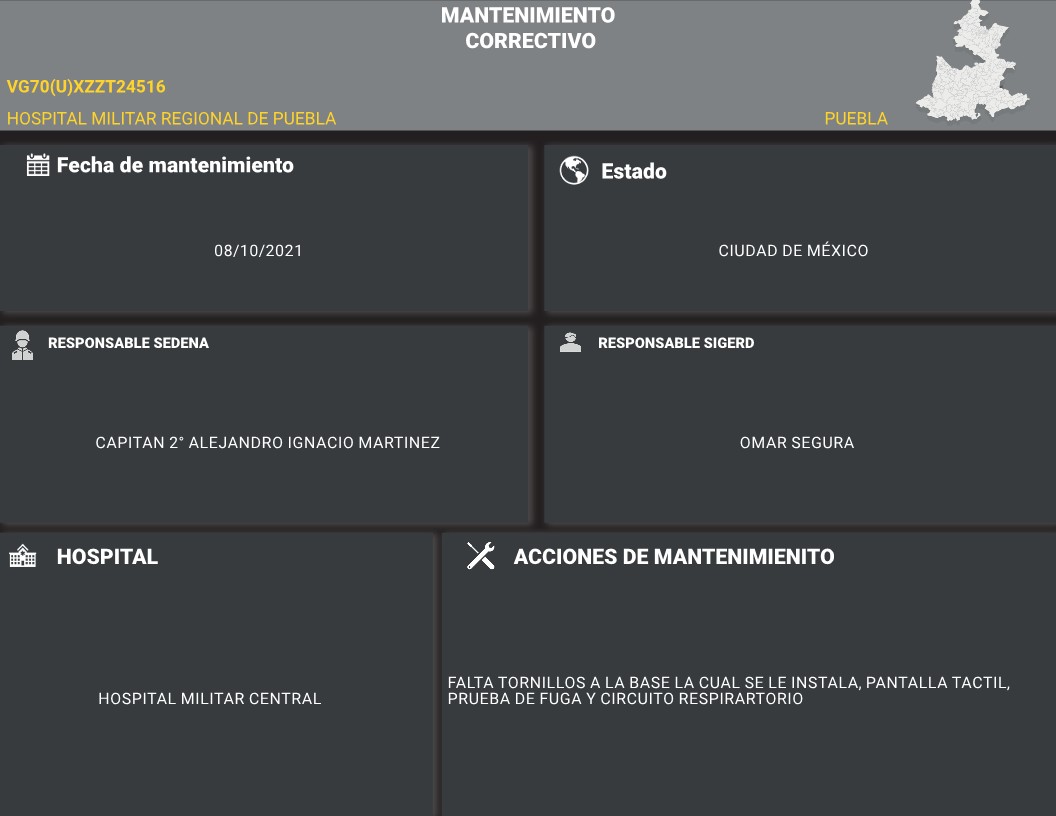 MANTENIMIENTO
CORRECTIVO
VG70(U)XZZT24516
HOSPITAL MILITAR REGIONAL DE PUEBLA
PUEBLA
Fecha de mantenimiento
08/10/2021
Estado
CIUDAD DE MÉXICO
RESPONSABLE SEDENA
CAPITAN 2° ALEJANDRO IGNACIO MARTINEZ
RESPONSABLE SIGERD
OMAR SEGURA
HOSPITAL
HOSPITAL MILITAR CENTRAL
ACCIONES DE MANTENIMIENITO
FALTA TORNILLOS A LA BASE LA CUAL SE LE INSTALA, PANTALLA TACTIL,
PRUEBA DE FUGA Y CIRCUITO RESPIRARTORIO